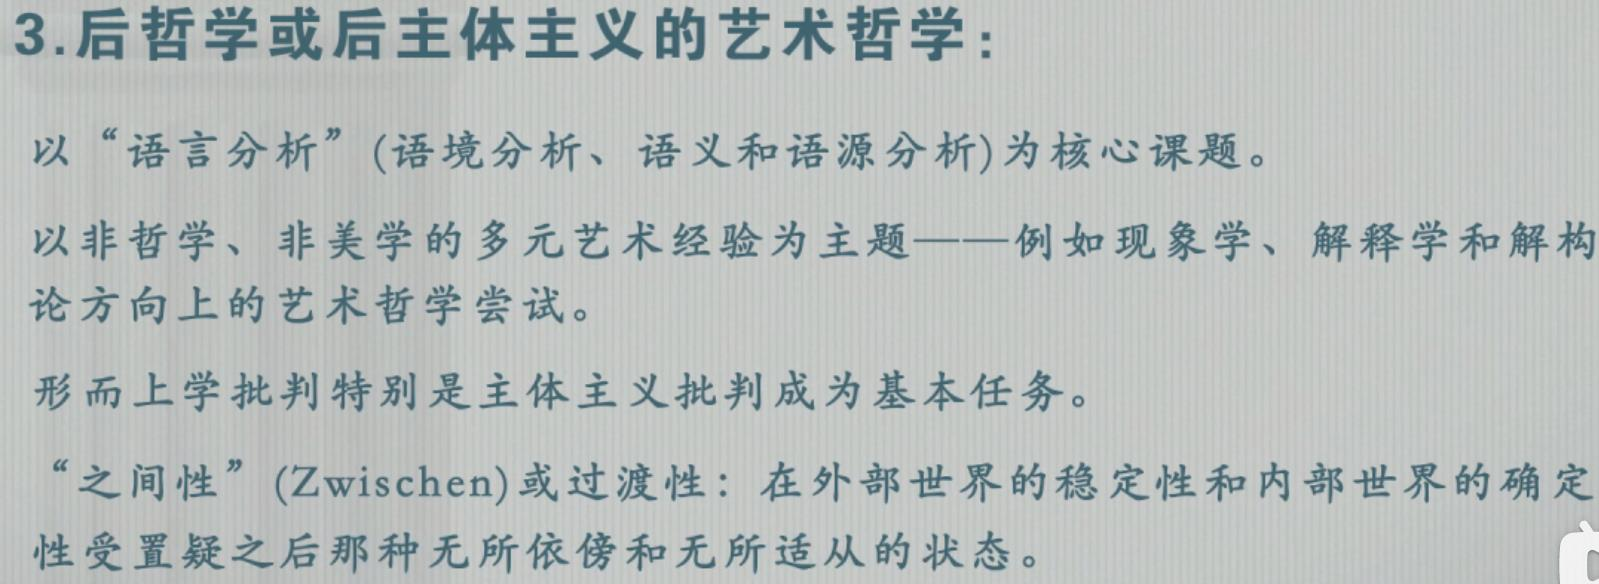 3.后哲学或后主体主义的艺术哲学：
以“语言分析”(语境分析、语义和语源分析)为核心课题。
以非哲学、非美学的多元艺术经验为主题——例如现象学、解释学和解构
论方向上的艺术哲学尝试。
形而上学批判特别是主体主义批判成为基本任务。
“之间性”(Zwischen)或过渡性：在外部世界的稳定性和内部世界的确定
性受置疑之后那种无所依傍和无所适从的状态。